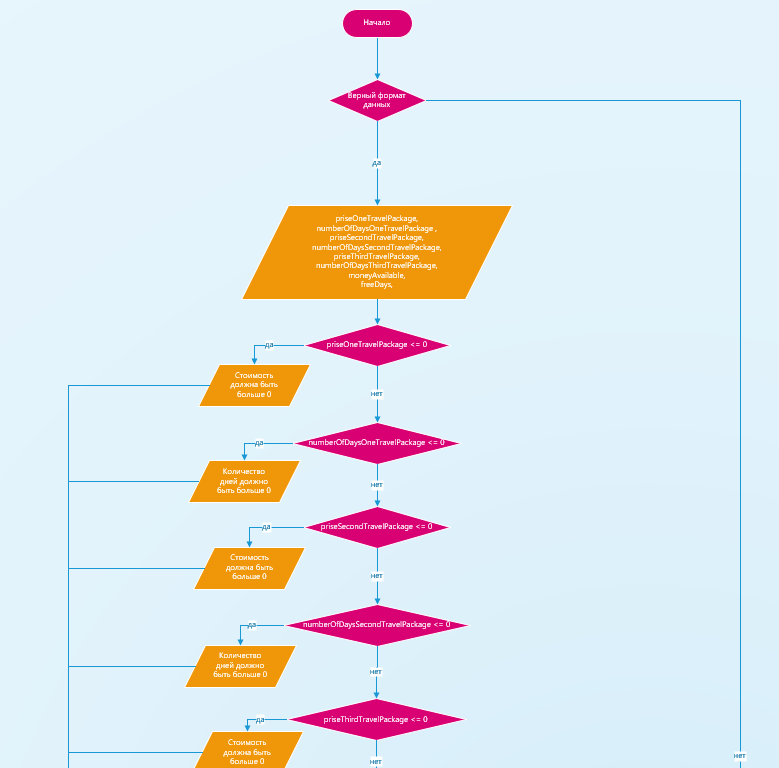 Начало
Верный формат
данных
да
priseOneTravelPackage,
numberOfDaysOneTravelPackage ,
priseSecondTravelPackage,
numberOfDaysSecondTravelPackage,
priseThirdTravelPackage,
numberOfDaysThirdTravelPackage,
moneyAvailable,
freeDays,
priseOneTravelPackage <= 0
да
Стоимость
должна быть
больше 0
нет
numberOfDaysOneTravelPackage <= 0
да
Количество
дней должно
быть больше 0
нет
priseSecondTravelPackage <= 0
да
Стоимость
должна быть
больше 0
нет
numberOfDaysSecondTravelPackage <= 0
да
Количество
дней должно
быть больше 0
нет
priseThirdTravelPackage <= 0
да
Стоимость
должна быть
больше 0
нет
нет